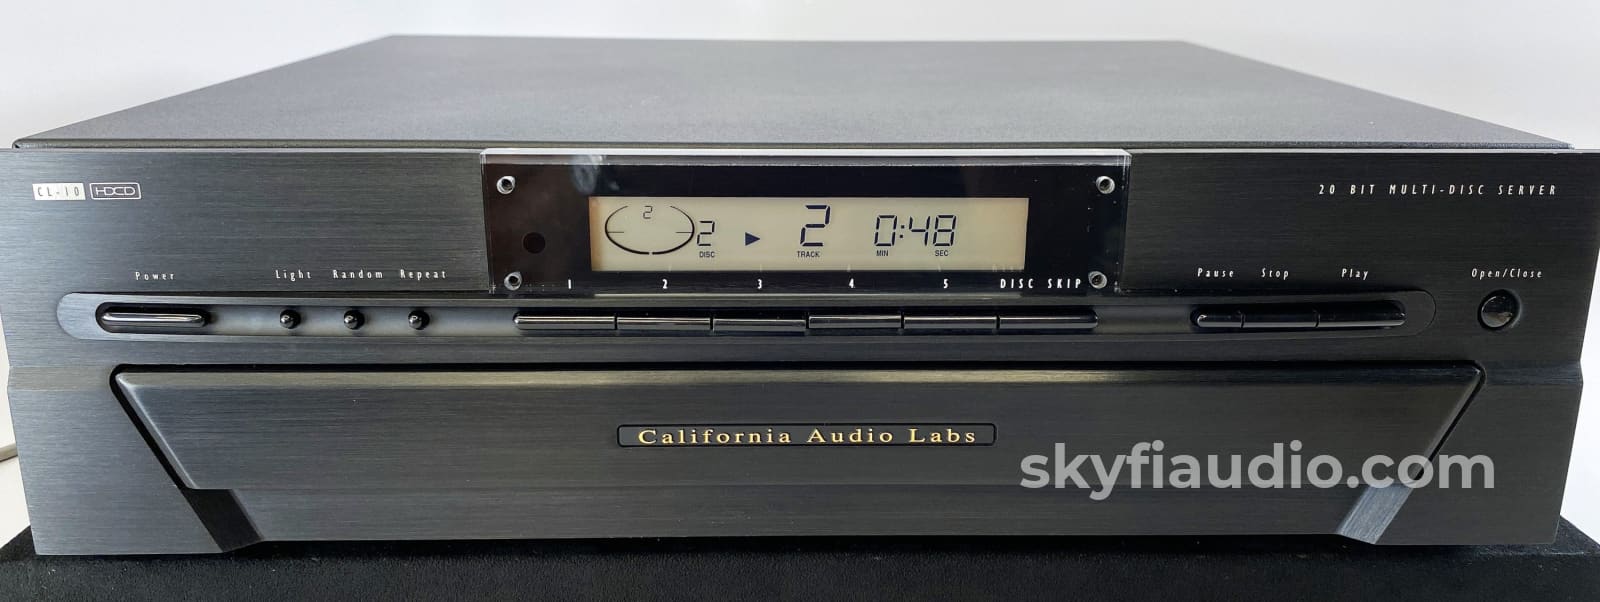 CL-10 HDCD
20 BIT MULTI-DISC SERVER
2
2 2 0:48
DISC TRACK MIN SEC
Power Light Random Repeat
1 2 3 4 5 DISC SKIP
Pause Stop Play Open/Close
California Audio Labs
skyfiaudio.com